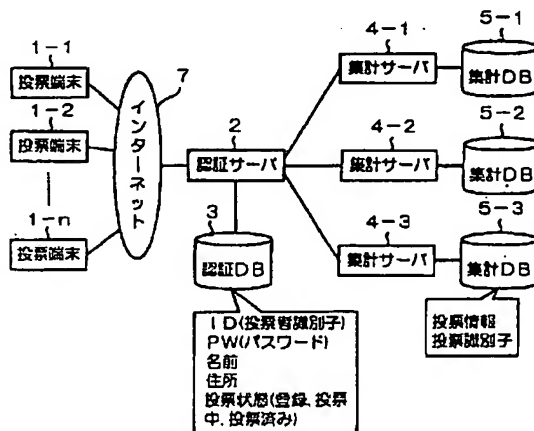 1-1
投票端末
1-2
投票端末
1-n
投票端末
7
インターネット
2
認証サーバ
3
認証DB
4-1
集計サーバ
4-2
集計サーバ
4-3
集計サーバ
5-1
集計DB
5-2
集計DB
5-3
集計DB
ID(投票者識別子)
PW(パスワード)
名前
住所
投票状態(登録、投票
中、投票済み)
投票情報
投票識別子